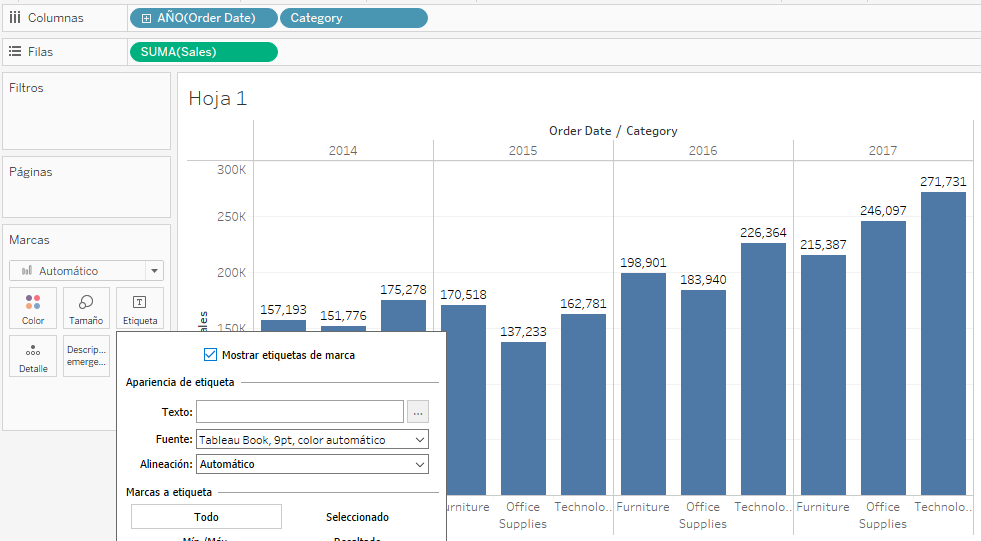 Columnas
AÑO(Order Date)
Category
Filas
SUMA(Sales)
Filtros
Páginas
Marcas
Automático
Color
Tamaño
Etiqueta
Detalle
Descrip...
emerge...
Hoja 1
Order Date / Category
2014
2015
2016
2017
300K
250K
200K
150K
157,193
151,776
175,278
170,518
137,233
162,781
198,901
183,940
226,364
215,387
246,097
271,731
Mostrar etiquetas de marca
Apariencia de etiqueta
Texto:
...
Fuente: Tableau Book, 9pt, color automático
Alineación: Automático
Marcas a etiqueta
Todo
Seleccionado
Office
Supplies
Technolo..
Furniture
Office
Supplies
Technolo..
Furniture
Office
Supplies
Technolo..